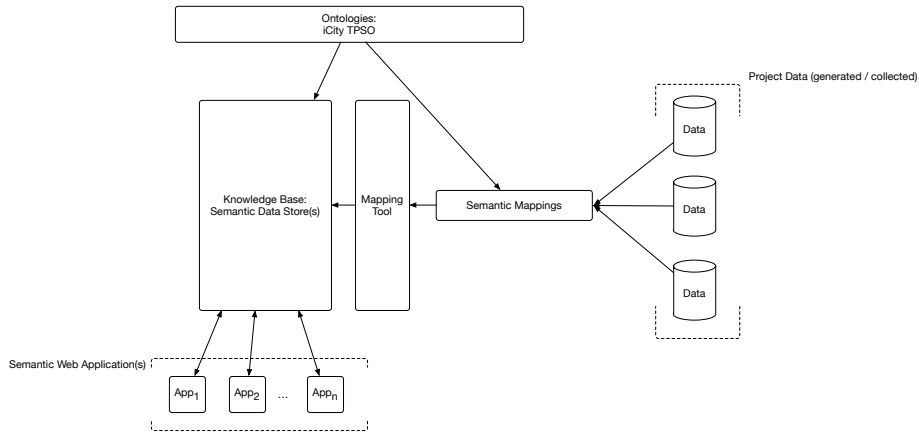 Ontologies:
iCity TPSO
Project Data (generated / collected)
Data
Knowledge Base:
Semantic Data Store(s)
Mapping
Tool
Semantic Mappings
Data
Data
Semantic Web Application(s)
App1
App2
...
Appn